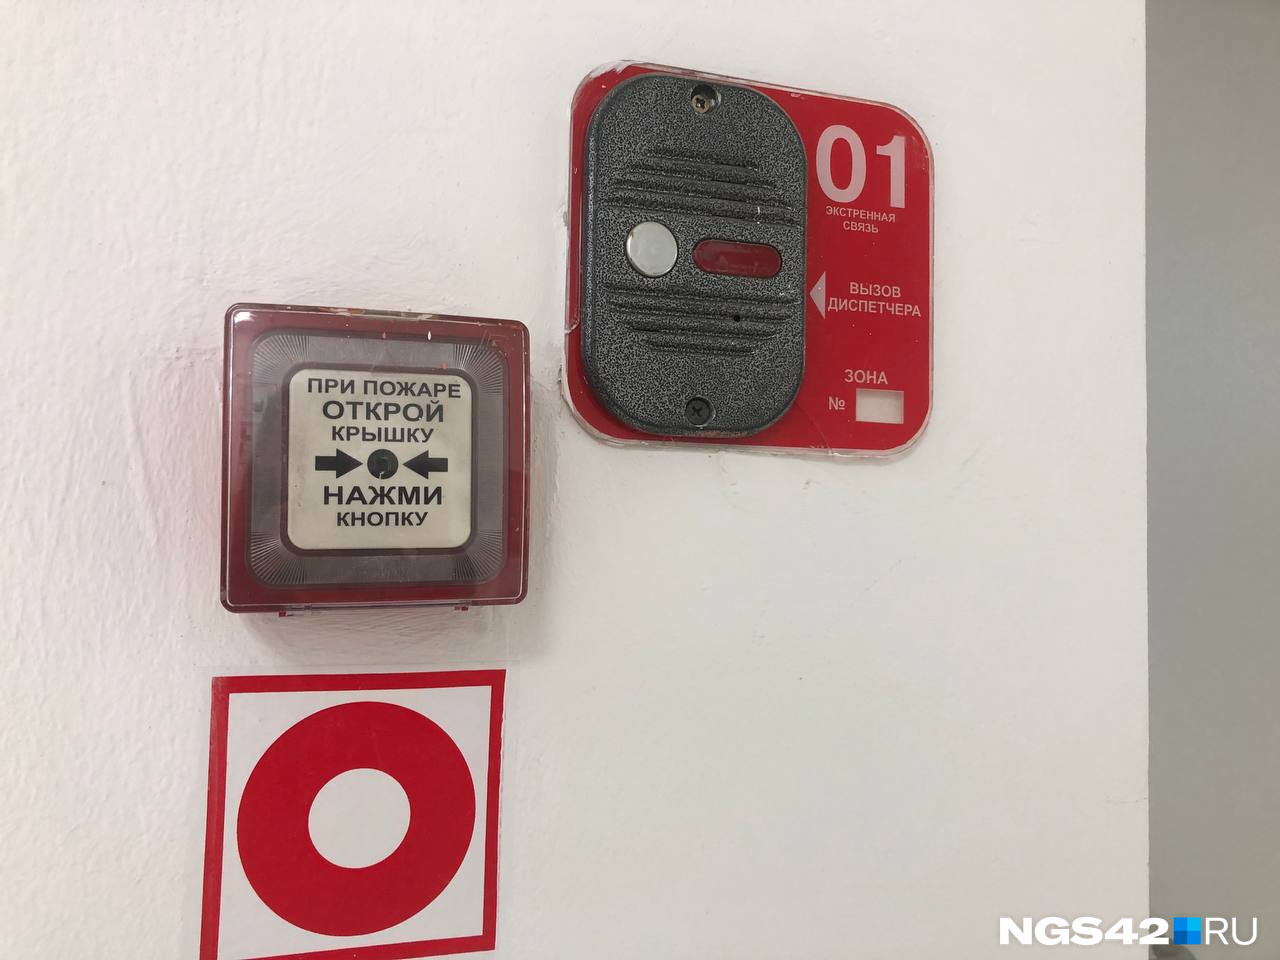 01
ЭКСТРЕННАЯ
СВЯЗЬ
ВЫЗОВ
ДИСПЕТЧЕРА
ЗОНА
№
ПРИ ПОЖАРЕ
ОТКРОЙ
КРЫШКУ
НАЖМИ
КНОПКУ
NGS42.RU